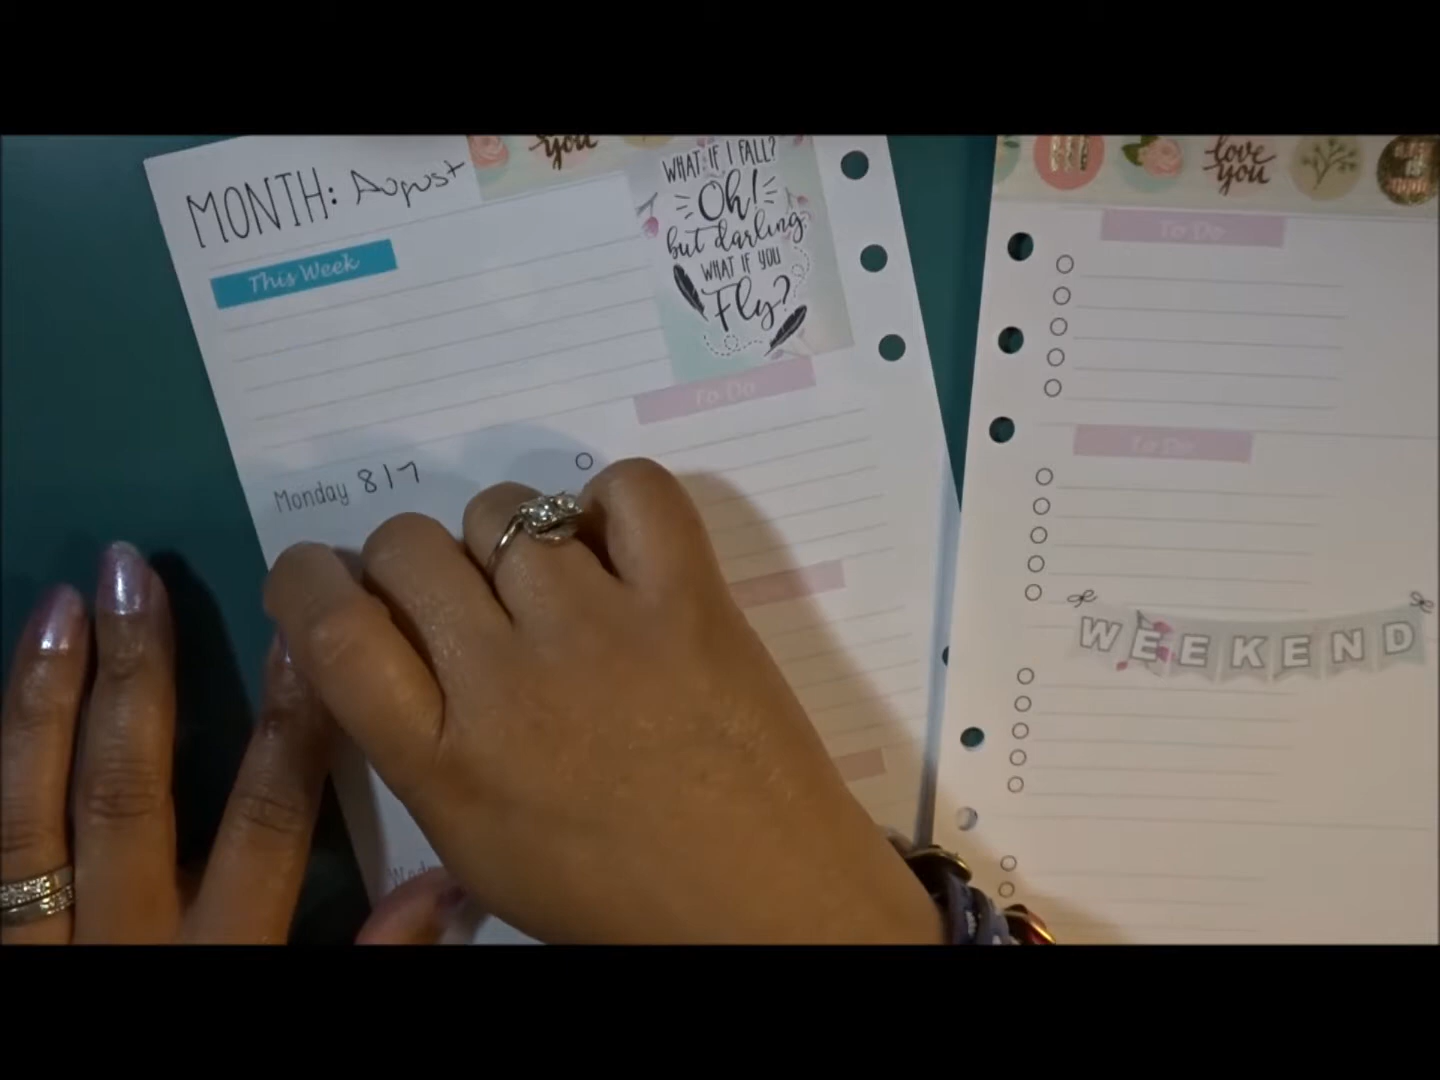 you
MONTH: August
This Week
WHAT IF I FALL?
Oh!
but darling
WHAT IF YOU
Fly?
To Do
Monday 8/7
love
you
To Do
To Do
WEEKEND